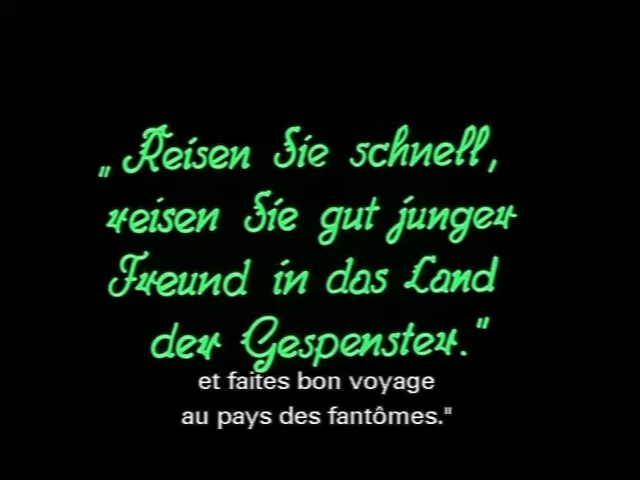 „Reisen Sie schnell,
reisen Sie gut junger
Freund in das Land
der Gespenster."
et faites bon voyage
au pays des fantômes."